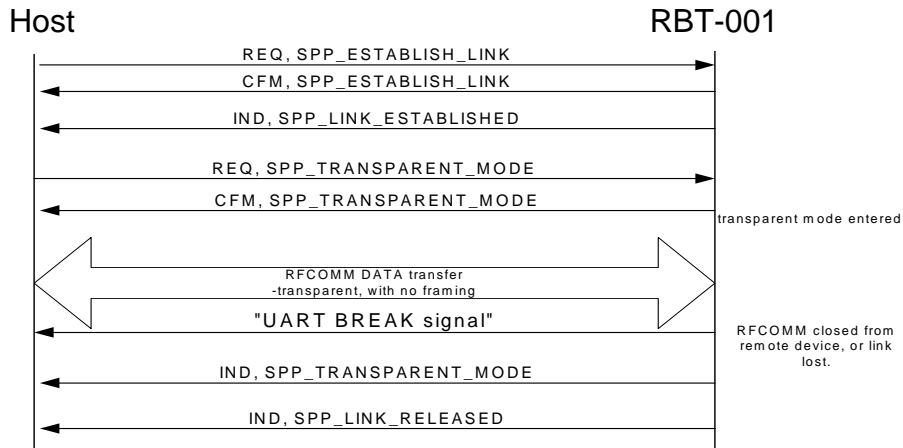 Host RBT-001
REQ, SPP_ESTABLISH_LINK
CFM, SPP_ESTABLISH_LINK
IND, SPP_LINK_ESTABLISHED
REQ, SPP_TRANSPARENT_MODE
CFM, SPP_TRANSPARENT_MODE
transparent mode entered
RFCOMM DATA transfer
-transparent, with no framing
"UART BREAK signal"
RFCOMM closed from
remote device, or link
lost.
IND, SPP_TRANSPARENT_MODE
IND, SPP_LINK_RELEASED